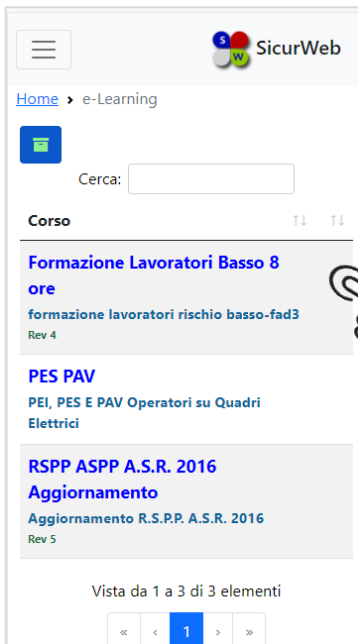 S W SicurWeb
Home › e-Learning
Cerca:
Corso ↑↓ ↑↓
Formazione Lavoratori Basso 8
ore
formazione lavoratori rischio basso-fad3
Rev 4
PES PAV
PEI, PES E PAV Operatori su Quadri
Elettrici
RSPP ASPP A.S.R. 2016
Aggiornamento
Aggiornamento R.S.P.P. A.S.R. 2016
Rev 5
Vista da 1 a 3 di 3 elementi
« ‹ 1 › »